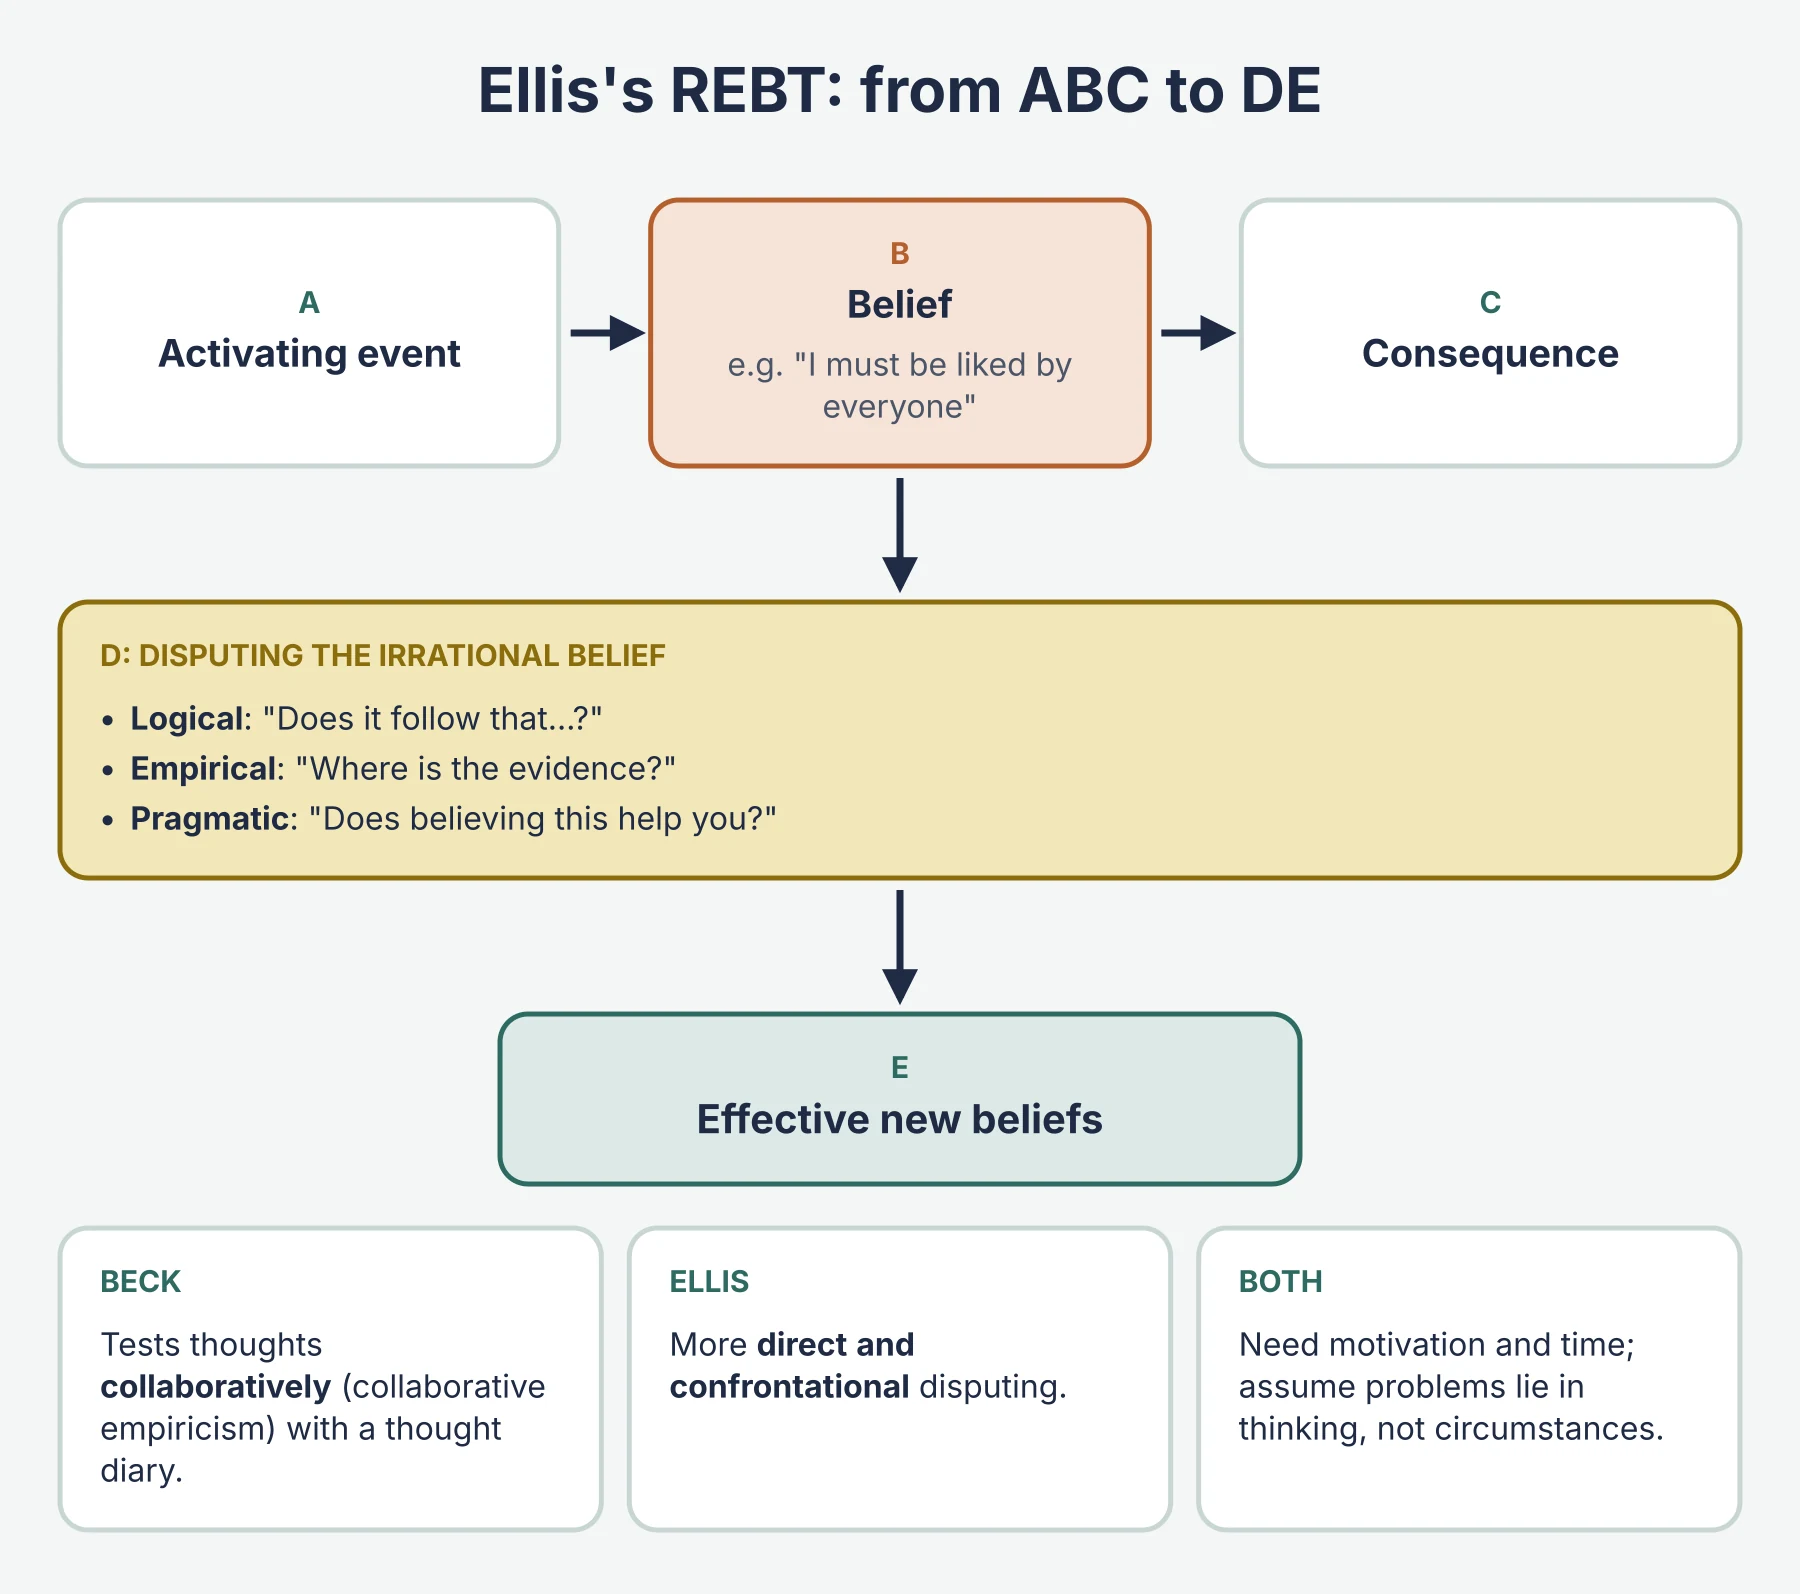 Ellis's REBT: from ABC to DE
A
Activating event
B
Belief
e.g. "I must be liked by
everyone"
C
Consequence
D: DISPUTING THE IRRATIONAL BELIEF
• Logical: "Does it follow that...?"
• Empirical: "Where is the evidence?"
• Pragmatic: "Does believing this help you?"
E
Effective new beliefs
BECK
Tests thoughts
collaboratively (collaborative
empiricism) with a thought
diary.
ELLIS
More direct and
confrontational disputing.
BOTH
Need motivation and time;
assume problems lie in
thinking, not circumstances.